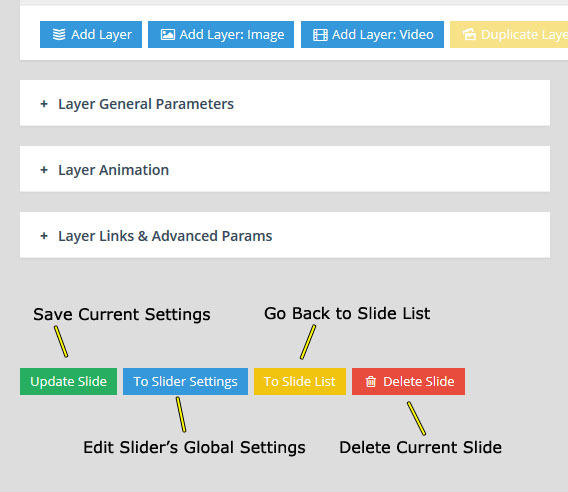 Add Layer Add Layer: Image Add Layer: Video Duplicate Laye
+ Layer General Parameters
+ Layer Animation
+ Layer Links & Advanced Params
Save Current Settings Go Back to Slide List
Update Slide To Slider Settings To Slide List Delete Slide
Edit Slider's Global Settings Delete Current Slide